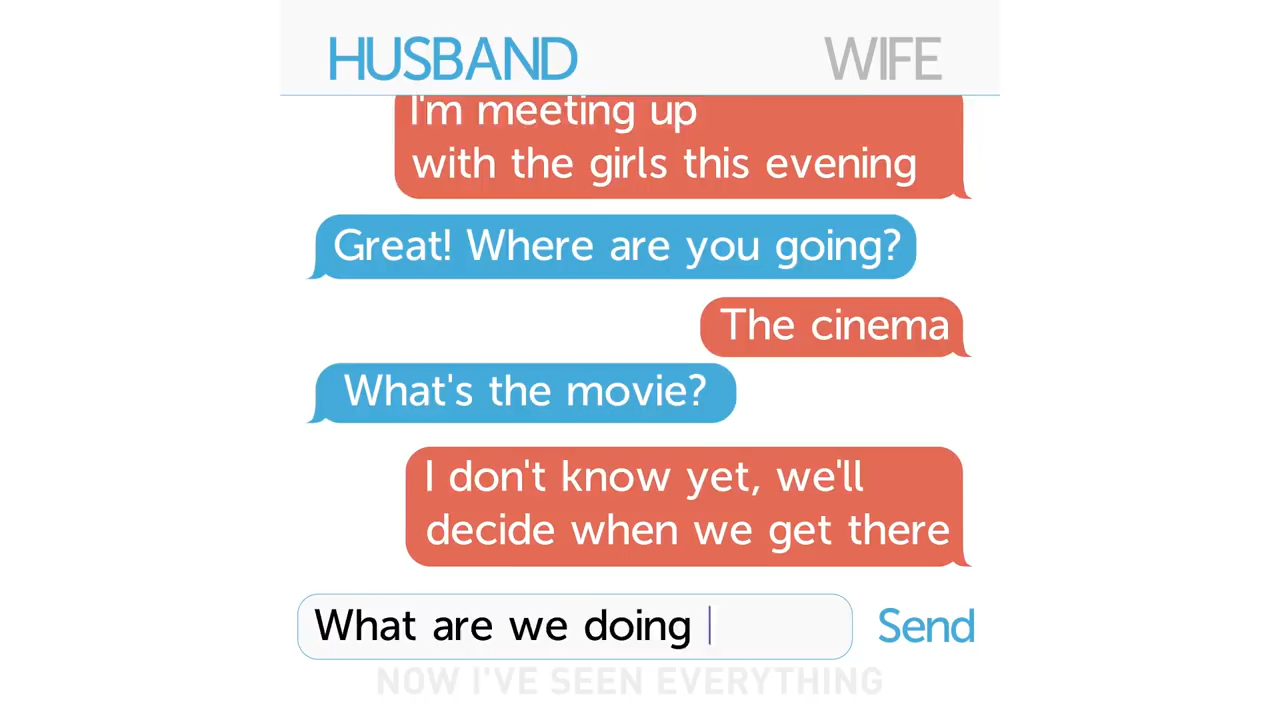 HUSBAND WIFE
I'm meeting up
with the girls this evening
Great! Where are you going?
The cinema
What's the movie?
I don't know yet, we'll
decide when we get there
What are we doing
Send
NOW I'VE SEEN EVERYTHING